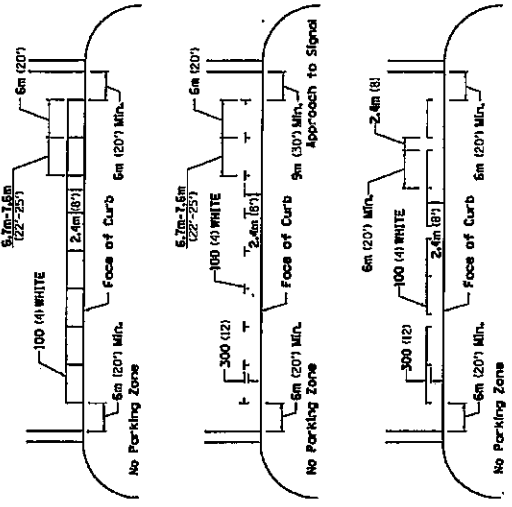 6.7m-7.6m
(22'-25')
6m (20')
100 (4) WHITE
2.4m (8')
Face of Curb
6m (20') Min.
6m (20') Min.
No Parking Zone
6.7m-7.6m
(22'-25')
6m (20')
100 (4) WHITE
300 (12)
2.4m (8')
Face of Curb
6m (20') Min.
9m (30') Min.
Approach to Signal
No Parking Zone
2.4m (8)
6m (20') Min.
100 (4) WHITE
300 (12)
2.4m (8')
Face of Curb
6m (20') Min.
6m (20') Min.
No Parking Zone